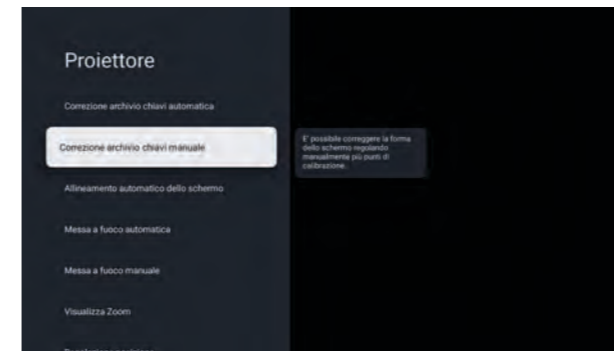 Proiettore
Correzione archivio chiavi automatica
Correzione archivio chiavi manuale
E' possibile correggere la forma
dello schermo regolando
manualmente più punti di
calibrazione.
Allineamento automatico dello schermo
Messa a fuoco automatica
Messa a fuoco manuale
Visualizza Zoom